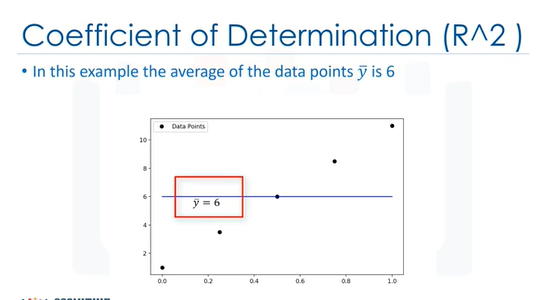 Coefficient of Determination (R^2 )
• In this example the average of the data points ȳ is 6
Data Points
10
8
6
4
2
ȳ = 6
0.0 0.2 0.4 0.6 0.8 1.0